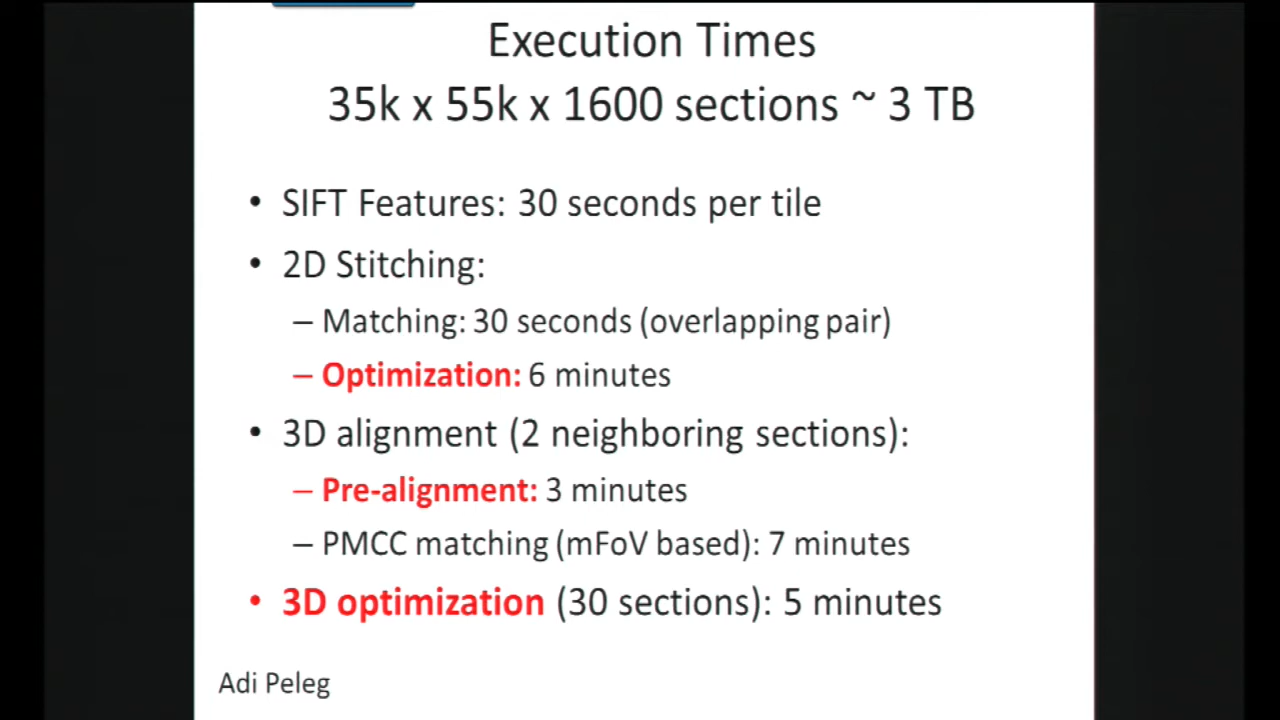 Execution Times
35k x 55k x 1600 sections ~ 3 TB
• SIFT Features: 30 seconds per tile
• 2D Stitching:
– Matching: 30 seconds (overlapping pair)
– Optimization: 6 minutes
• 3D alignment (2 neighboring sections):
– Pre-alignment: 3 minutes
– PMCC matching (mFoV based): 7 minutes
• 3D optimization (30 sections): 5 minutes
Adi Peleg